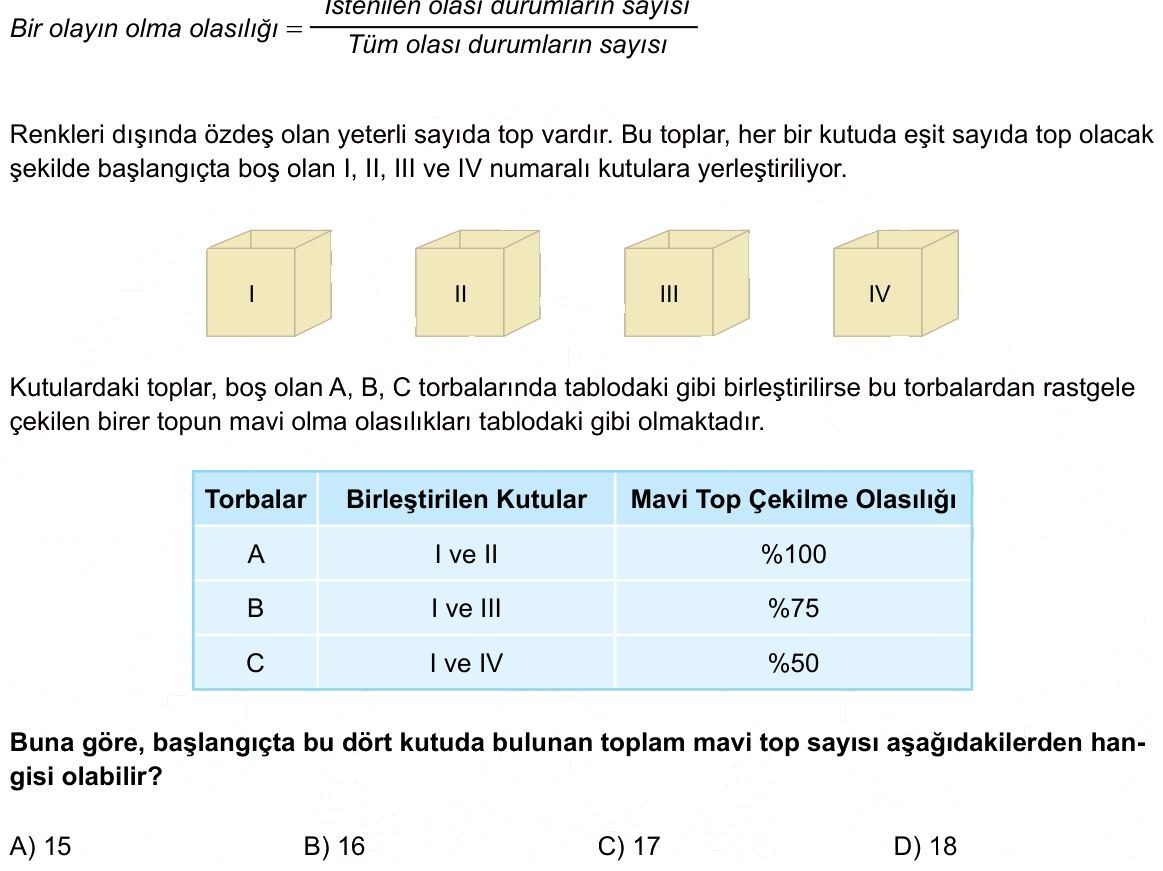 Bir olayın olma olasılığı = İstenilen olası durumların sayısı
Tüm olası durumların sayısı
Renkleri dışında özdeş olan yeterli sayıda top vardır. Bu toplar, her bir kutuda eşit sayıda top olacak
şekilde başlangıçta boş olan I, II, III ve IV numaralı kutulara yerleştiriliyor.
I II III IV
Kutulardaki toplar, boş olan A, B, C torbalarında tablodaki gibi birleştirilirse bu torbalardan rastgele
çekilen birer topun mavi olma olasılıkları tablodaki gibi olmaktadır.
Torbalar Birleştirilen Kutular Mavi Top Çekilme Olasılığı
A I ve II %100
B I ve III %75
C I ve IV %50
Buna göre, başlangıçta bu dört kutuda bulunan toplam mavi top sayısı aşağıdakilerden han-
gisi olabilir?
A) 15 B) 16 C) 17 D) 18